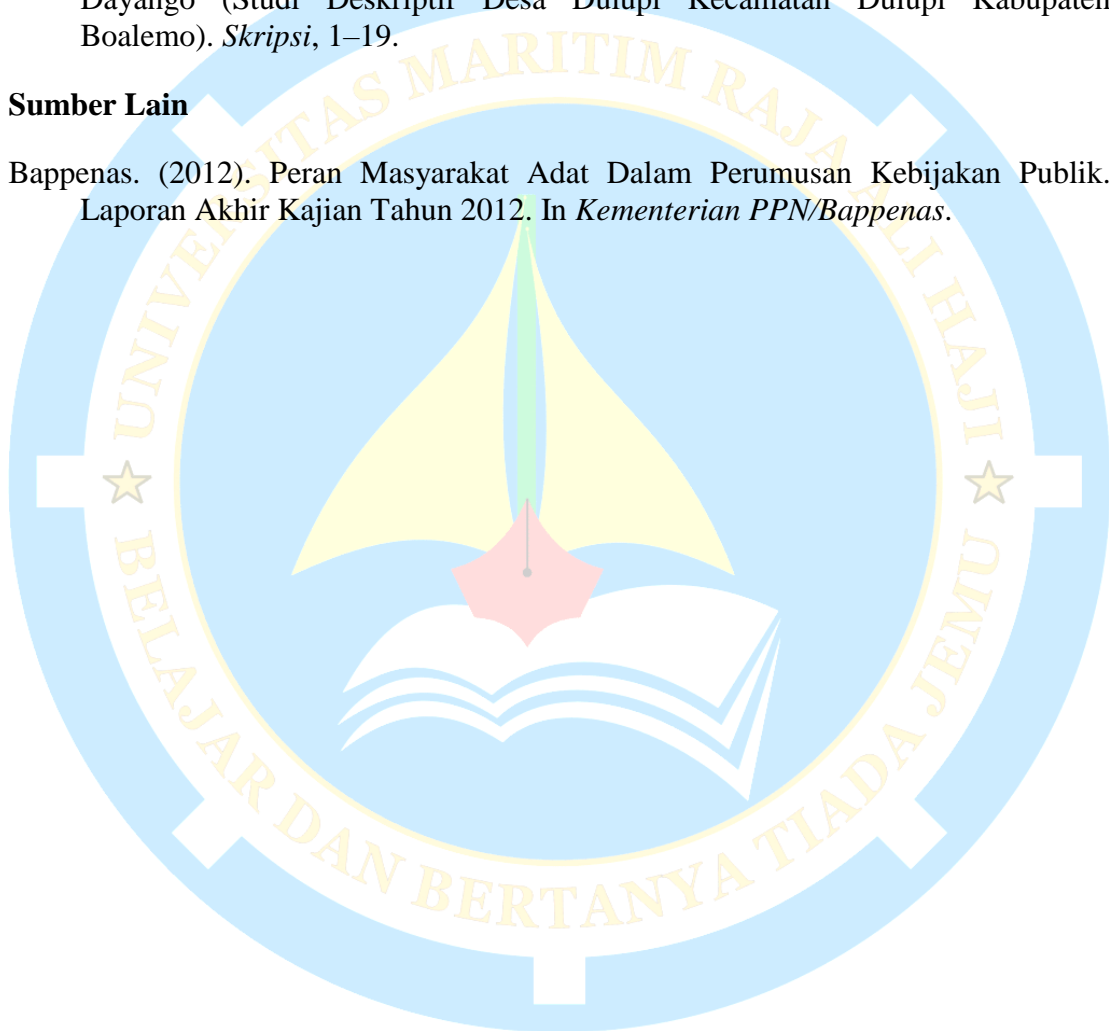 Dayango (Studi Deskriptif Desa Dulupi Kecamatan Dulupi Kabupaten
Boalemo). Skripsi, 1–19.
Sumber Lain
Bappenas. (2012). Peran Masyarakat Adat Dalam Perumusan Kebijakan Publik.
Laporan Akhir Kajian Tahun 2012. In Kementerian PPN/Bappenas.
UNIVERSITAS MARITIM RAJA ALI HAJI
BELAJAR DAN BERTANYA TIADA JEMU